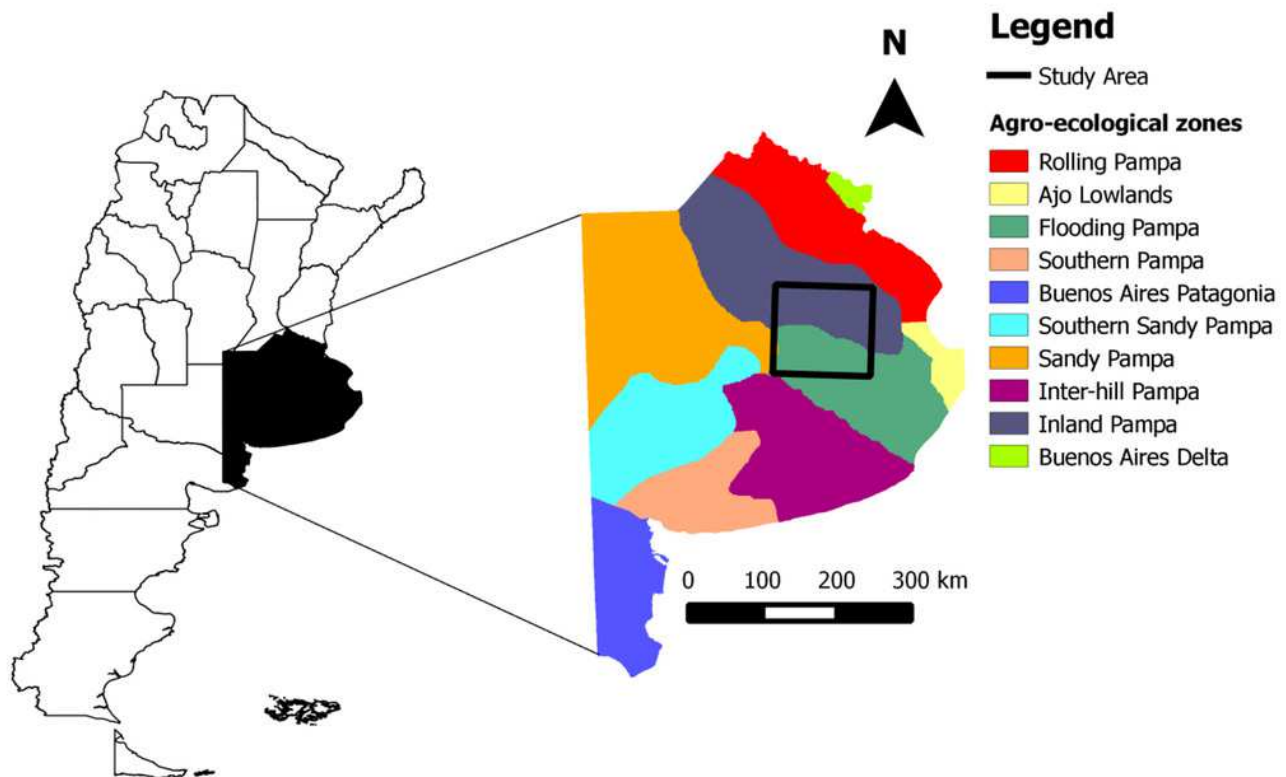 N
Legend
Study Area
Agro-ecological zones
Rolling Pampa
Ajo Lowlands
Flooding Pampa
Southern Pampa
Buenos Aires Patagonia
Southern Sandy Pampa
Sandy Pampa
Inter-hill Pampa
Inland Pampa
Buenos Aires Delta
0 100 200 300 km